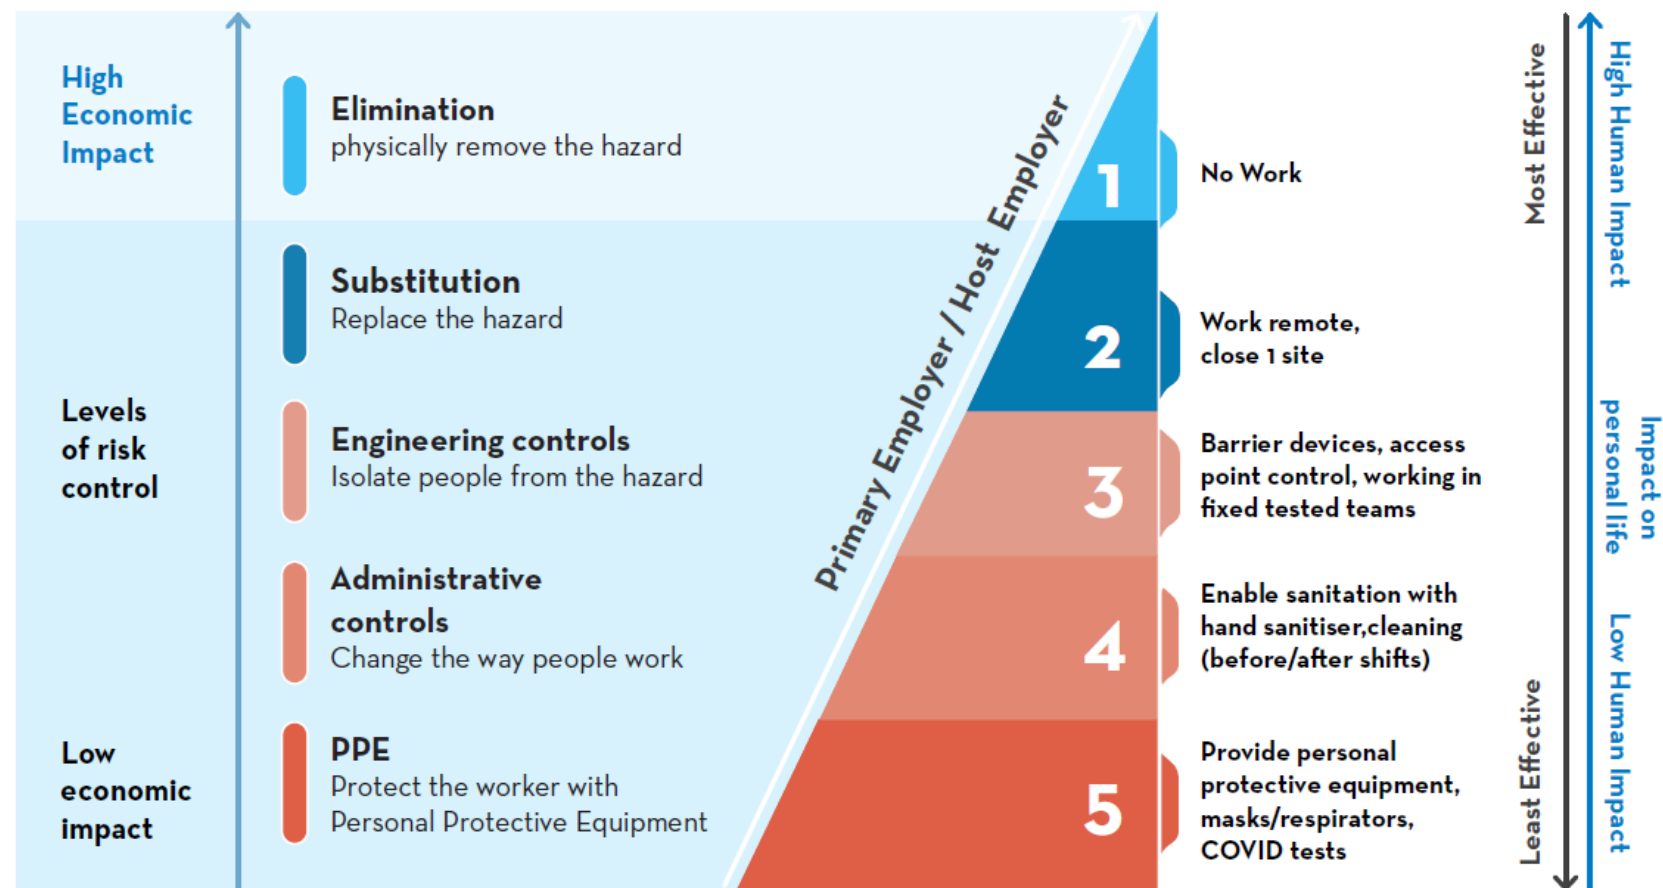 High
Economic
Impact
Levels
of risk
control
Low
economic
impact
Elimination
physically remove the hazard
Substitution
Replace the hazard
Engineering controls
Isolate people from the hazard
Administrative
controls
Change the way people work
PPE
Protect the worker with
Personal Protective Equipment
Primary Employer / Host Employer
1
2
3
4
5
No Work
Work remote,
close 1 site
Barrier devices, access
point control, working in
fixed tested teams
Enable sanitation with
hand sanitiser,cleaning
(before/after shifts)
Provide personal
protective equipment,
masks/respirators,
COVID tests
Most Effective
Least Effective
High Human Impact
Impact on
personal life
Low Human Impact